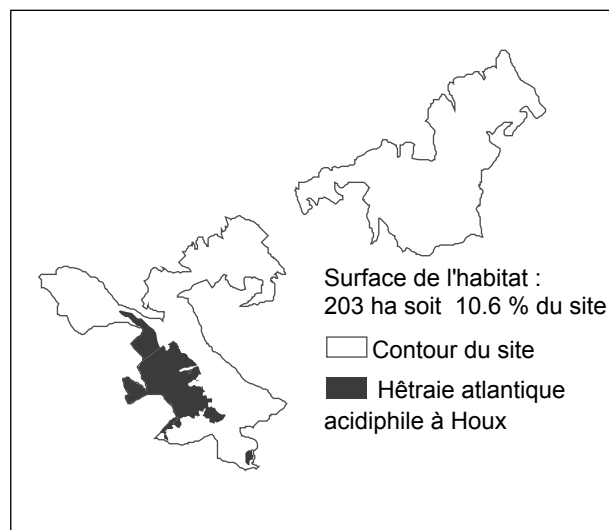 Surface de l'habitat :
203 ha soit 10.6 % du site
Contour du site
Hêtraie atlantique
acidiphile à Houx